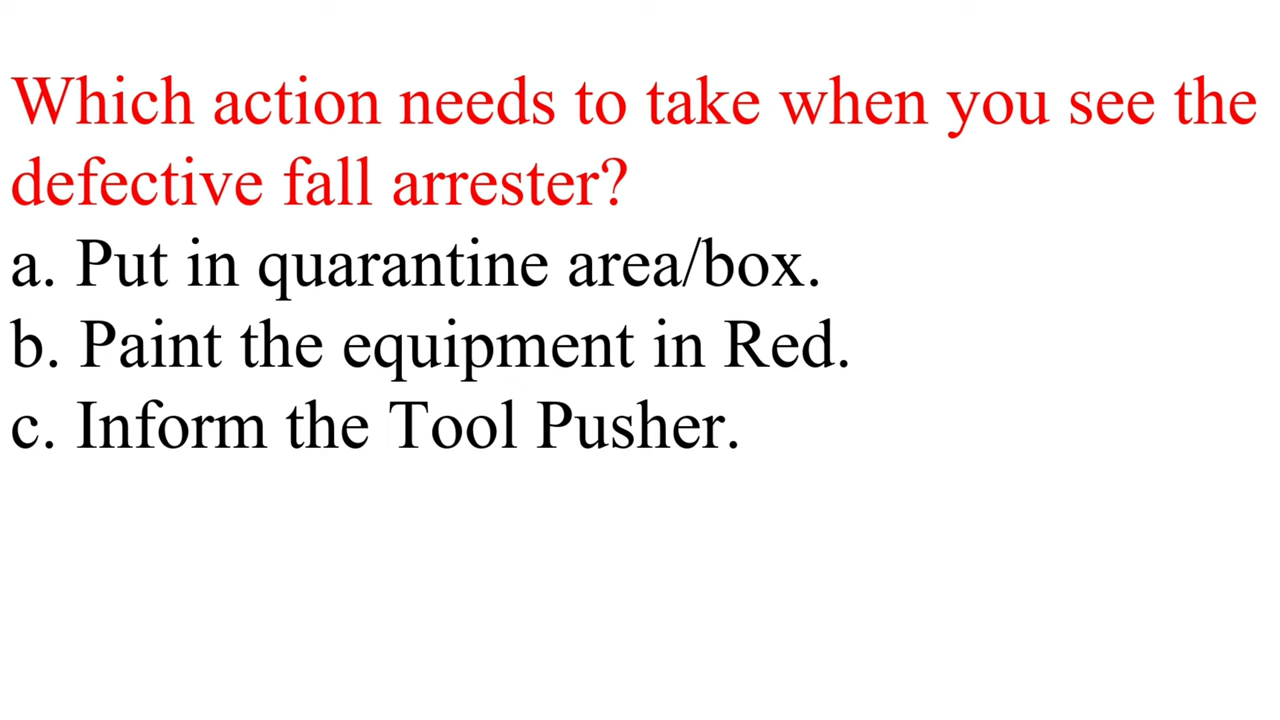 Which action needs to take when you see the
defective fall arrester?
a. Put in quarantine area/box.
b. Paint the equipment in Red.
c. Inform the Tool Pusher.